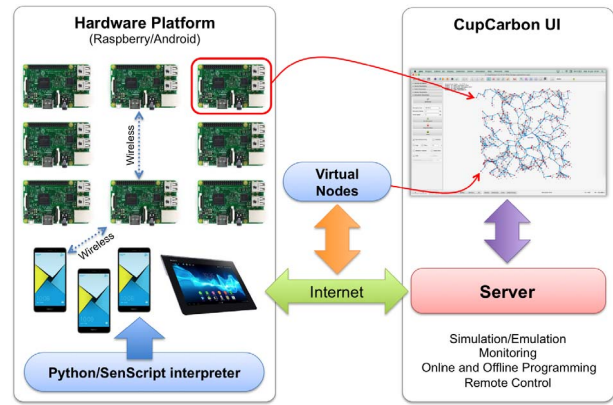 Hardware Platform
(Raspberry/Android)
Wireless
Wireless
Python/SenScript interpreter
Virtual
Nodes
Internet
CupCarbon UI
Server
Simulation/Emulation
Monitoring
Online and Offline Programming
Remote Control